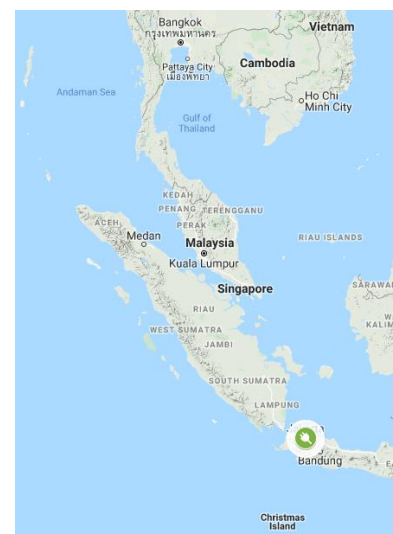 Bangkok
กรุงเทพมหานคร
Vietnam
Pattaya City
เมืองพัทยา
Cambodia
Andaman Sea
Ho Chi
Minh City
Gulf of
Thailand
KEDAH
PENANG
TERENGGANU
ACEH
PERAK
Medan
Malaysia
RIAU ISLANDS
Kuala Lumpur
Singapore
SARAWA
RIAU
W
KALIM
WEST SUMATRA
JAMBI
SOUTH SUMATRA
LAMPUNG
Bandung
E
Christmas
Island